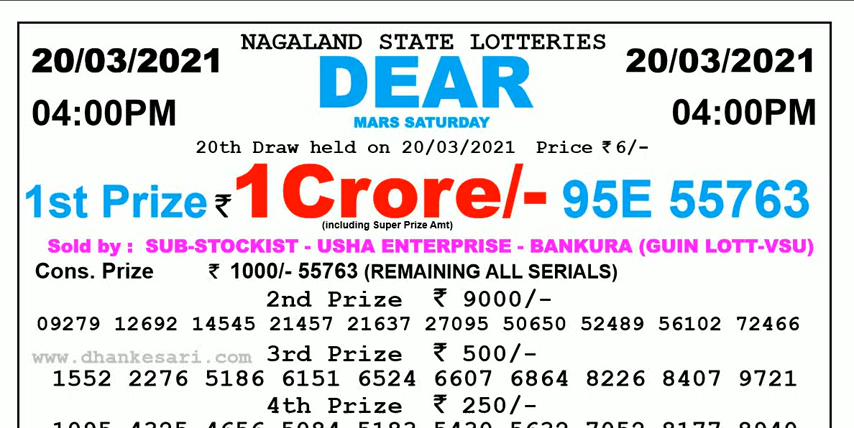 NAGALAND STATE LOTTERIES
20/03/2021 DEAR 20/03/2021
04:00PM MARS SATURDAY 04:00PM
20th Draw held on 20/03/2021 Price ₹ 6/-
1st Prize ₹ 1Crore/- 95E 55763
(including Super Prize Amt)
Sold by : SUB-STOCKIST - USHA ENTERPRISE - BANKURA (GUIN LOTT-VSU)
Cons. Prize ₹ 1000/- 55763 (REMAINING ALL SERIALS)
2nd Prize ₹ 9000/-
09279 12692 14545 21457 21637 27095 50650 52489 56102 72466
www.dhankesari.com 3rd Prize ₹ 500/-
1552 2276 5186 6151 6524 6607 6864 8226 8407 9721
4th Prize ₹ 250/-